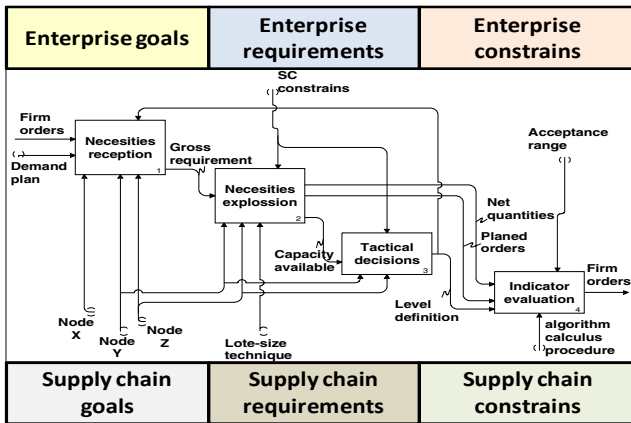 Enterprise goals
Enterprise
requirements
Enterprise
constrains
SC
constrains
Firm
orders
Demand
plan
Necesities
reception
1
Gross
requirement
Acceptance
range
Necesities
explossion
2
Net
quantities
Planed
orders
Capacity
available
Tactical
decisions
3
Level
definition
Indicator
evaluation
4
Firm
orders
Node
X
Node
Y
Node
Z
Lote-size
technique
algorithm
calculus
procedure
Supply chain
goals
Supply chain
requirements
Supply chain
constrains